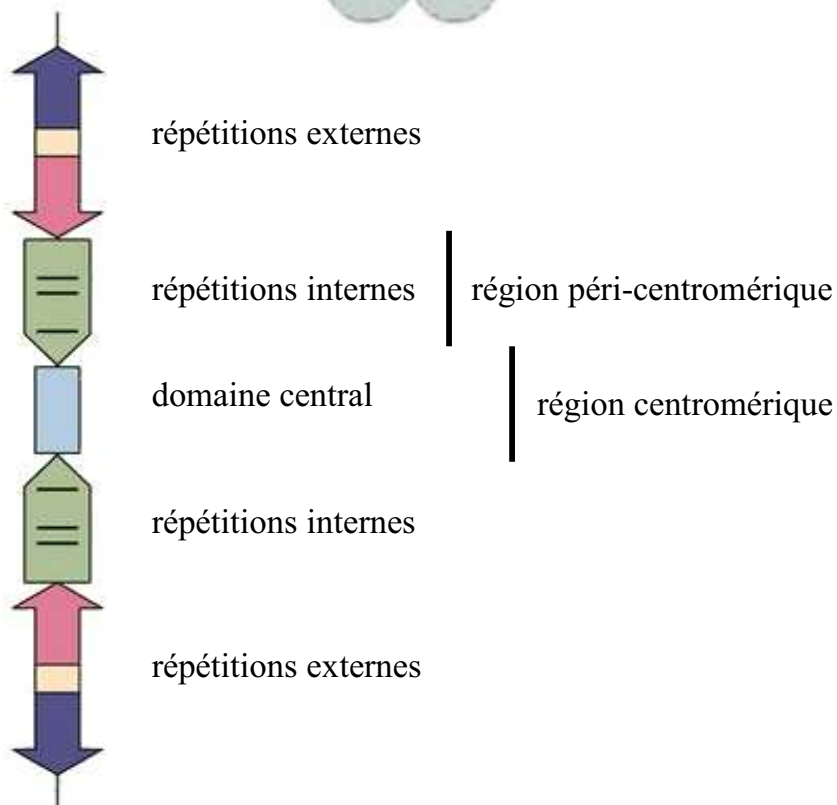 répétitions externes
répétitions internes
région péri-centromérique
domaine central
région centromérique
répétitions internes
répétitions externes